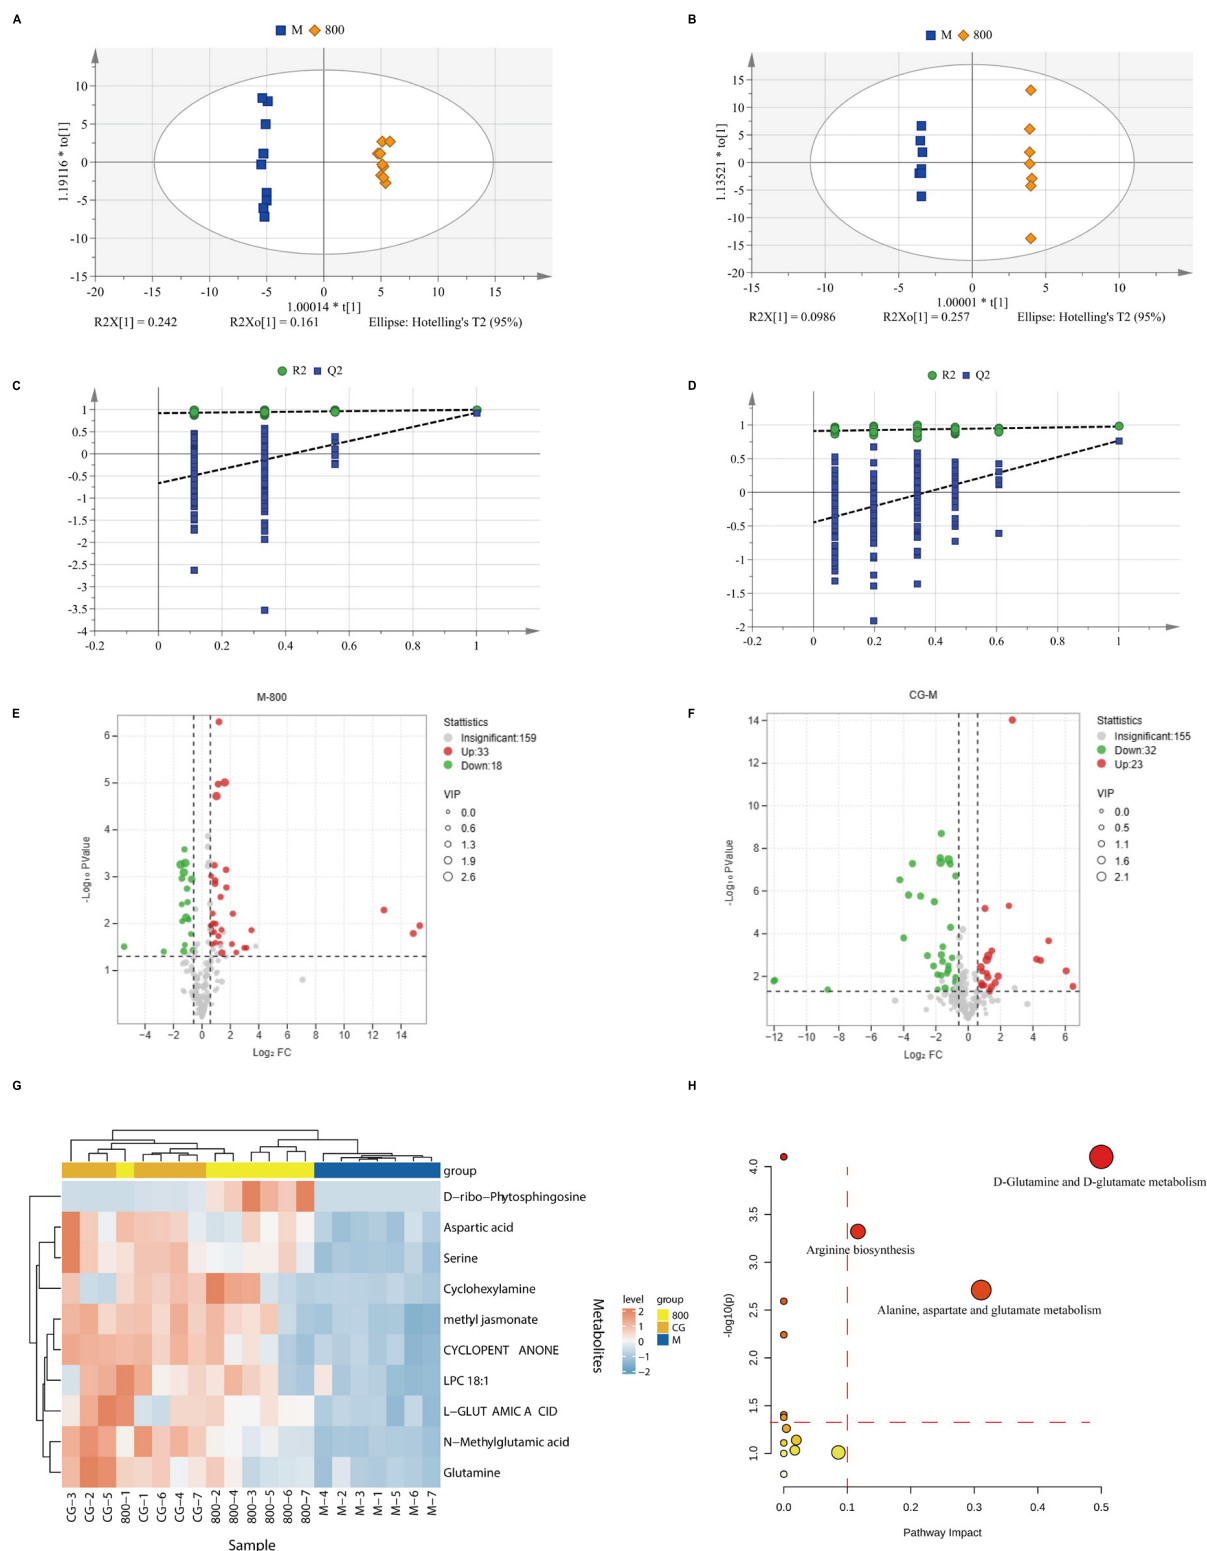 A
M 800
1.19116 * to[1]
10
5
0
-5
-10
-15
-20 -15 -10 -5 0 5 10 15
1.00014 * t[1]
R2X[1] = 0.242 R2Xo[1] = 0.161 Ellipse: Hotelling's T2 (95%)
B
M 800
1.13521 * to[1]
15
10
5
0
-5
-10
-15
-20
-15 -10 -5 0 5 10
1.00001 * t[1]
R2X[1] = 0.0986 R2Xo[1] = 0.257 Ellipse: Hotelling's T2 (95%)
C
R2 Q2
1
0.5
0
-0.5
-1
-1.5
-2
-2.5
-3
-3.5
-4
-0.2 0 0.2 0.4 0.6 0.8 1
D
R2 Q2
1
0.5
0
-0.5
-1
-1.5
-2
-0.2 0 0.2 0.4 0.6 0.8 1
E
M-800
-Log₁₀ PValue
6
5
4
3
2
1
−4 −2 0 2 4 6 8 10 12 14
Log₂ FC
Stattistics
Insignificant:159
Up:33
Down:18
VIP
0.0
0.6
1.3
1.9
2.6
F
CG-M
-Log₁₀ PValue
14
12
10
8
6
4
2
−12 −10 −8 −6 −4 −2 0 2 4 6
Log₂ FC
Statistics
Insignificant:155
Down:32
Up:23
VIP
0.0
0.5
1.1
1.6
2.1
G
group
D−ribo−Phytosphingosine
Aspartic acid
Serine
Cyclohexylamine
methyl jasmonate
CYCLOPENT ANONE
LPC 18:1
L−GLUT AMIC A CID
N−Methylglutamic acid
Glutamine
CG−3 CG−2 CG−5 800−1 CG−1 CG−6 CG−4 CG−7 800−2 800−4 800−3 800−5 800−6 800−7 M−4 M−2 M−3 M−1 M−5 M−6 M−7
Sample
Metabolites
level
2
1
0
−1
−2
group
800
CG
M
H
-log10(p)
4.0
3.5
3.0
2.5
2.0
1.5
1.0
D-Glutamine and D-glutamate metabolism
Arginine biosynthesis
Alanine, aspartate and glutamate metabolism
0.0 0.1 0.2 0.3 0.4 0.5
Pathway Impact